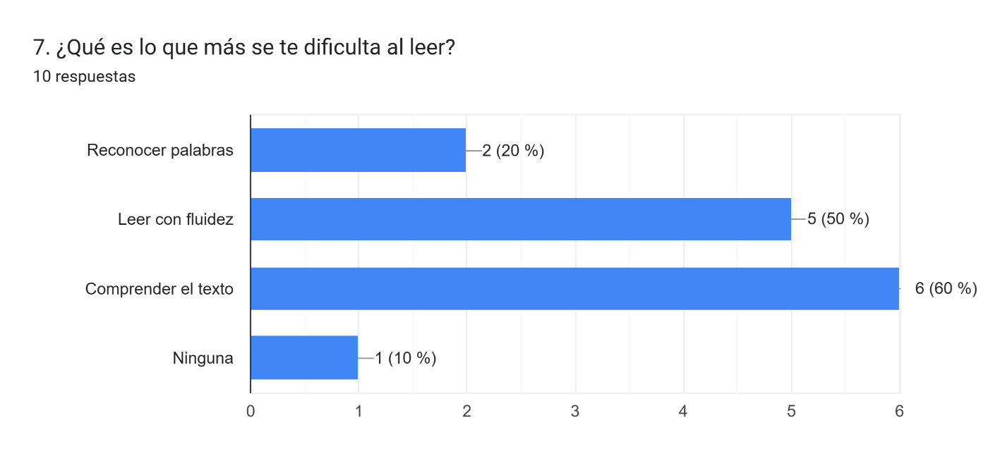 7. ¿Qué es lo que más se te dificulta al leer?
10 respuestas
Reconocer palabras 2 (20 %)
Leer con fluidez 5 (50 %)
Comprender el texto 6 (60 %)
Ninguna 1 (10 %)
0 1 2 3 4 5 6